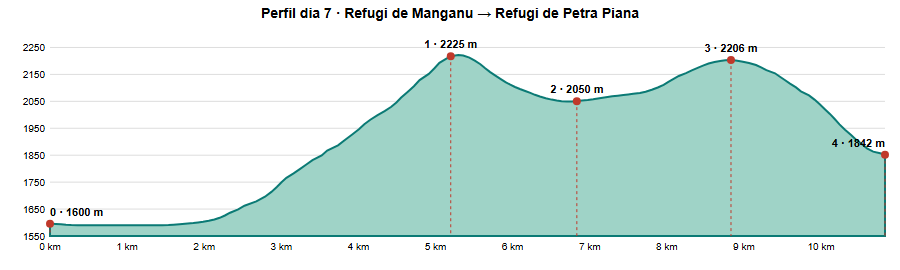 Perfil dia 7 · Refugi de Manganu → Refugi de Petra Piana
2250
2150
2050
1950
1850
1750
1650
1550
1 · 2225 m
3 · 2206 m
2 · 2050 m
4 · 1842 m
0 · 1600 m
0 km
1 km
2 km
3 km
4 km
5 km
6 km
7 km
8 km
9 km
10 km